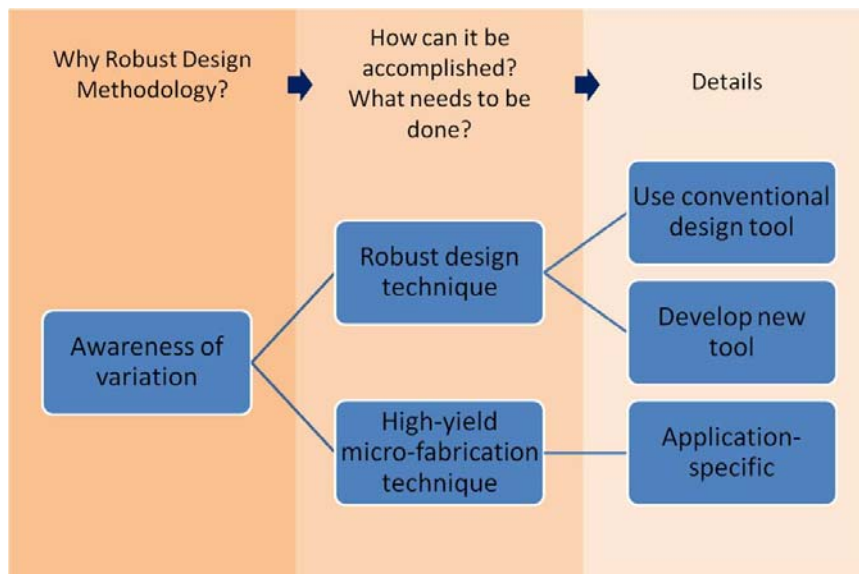 Why Robust Design
Methodology?
How can it be
accomplished?
What needs to be
done?
Details
Awareness of
variation
Robust design
technique
High-yield
micro-fabrication
technique
Use conventional
design tool
Develop new
tool
Application-
specific